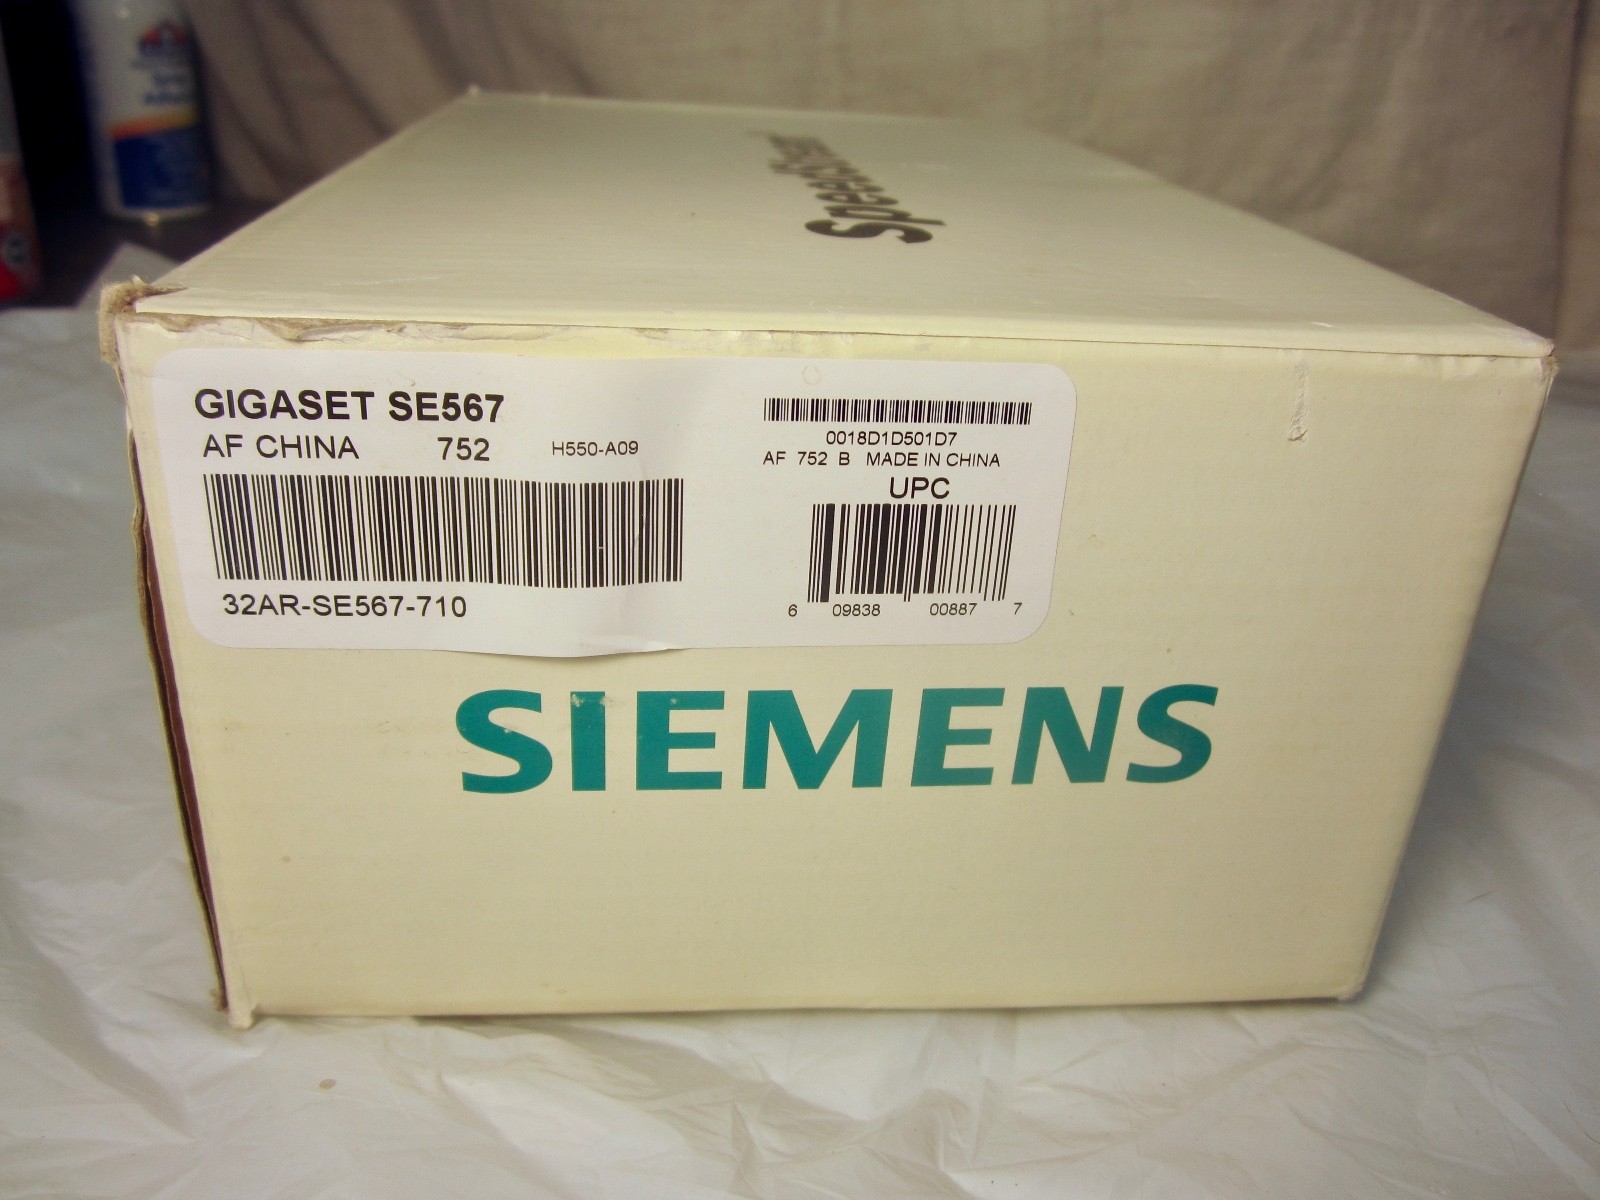 SpeedStream
GIGASET SE567
AF CHINA 752 H550-A09
32AR-SE567-710
0018D1D501D7
AF 752 B MADE IN CHINA
UPC
6 09838 00887 7
SIEMENS